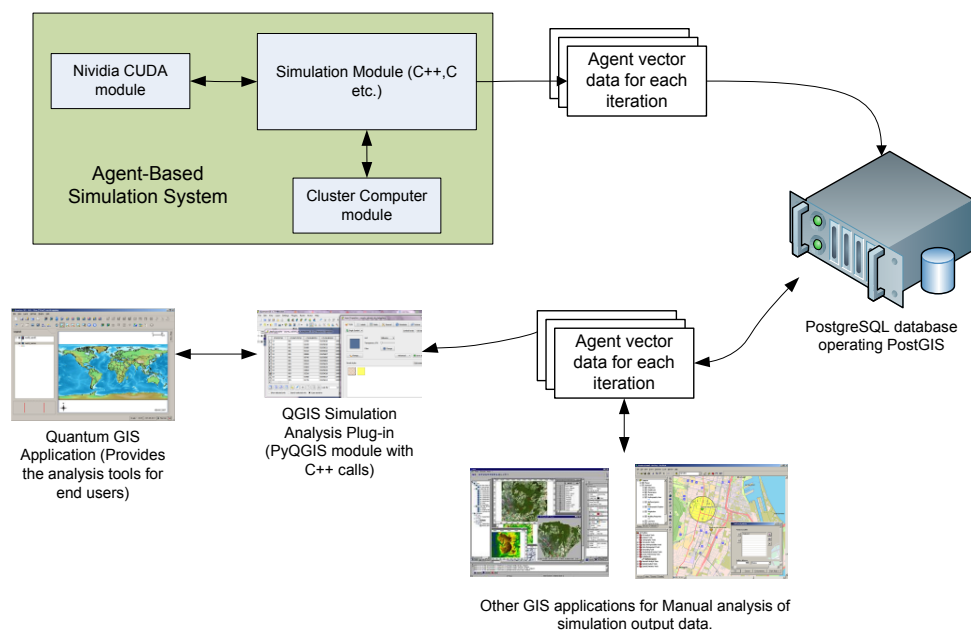 Nvidia CUDA
module
Simulation Module (C++,C
etc.)
Agent-Based
Simulation System
Cluster Computer
module
Agent vector
data for each
iteration
PostgreSQL database
operating PostGIS
Agent vector
data for each
iteration
Quantum GIS
Application (Provides
the analysis tools for
end users)
QGIS Simulation
Analysis Plug-in
(PyQGIS module with
C++ calls)
Other GIS applications for Manual analysis of
simulation output data.